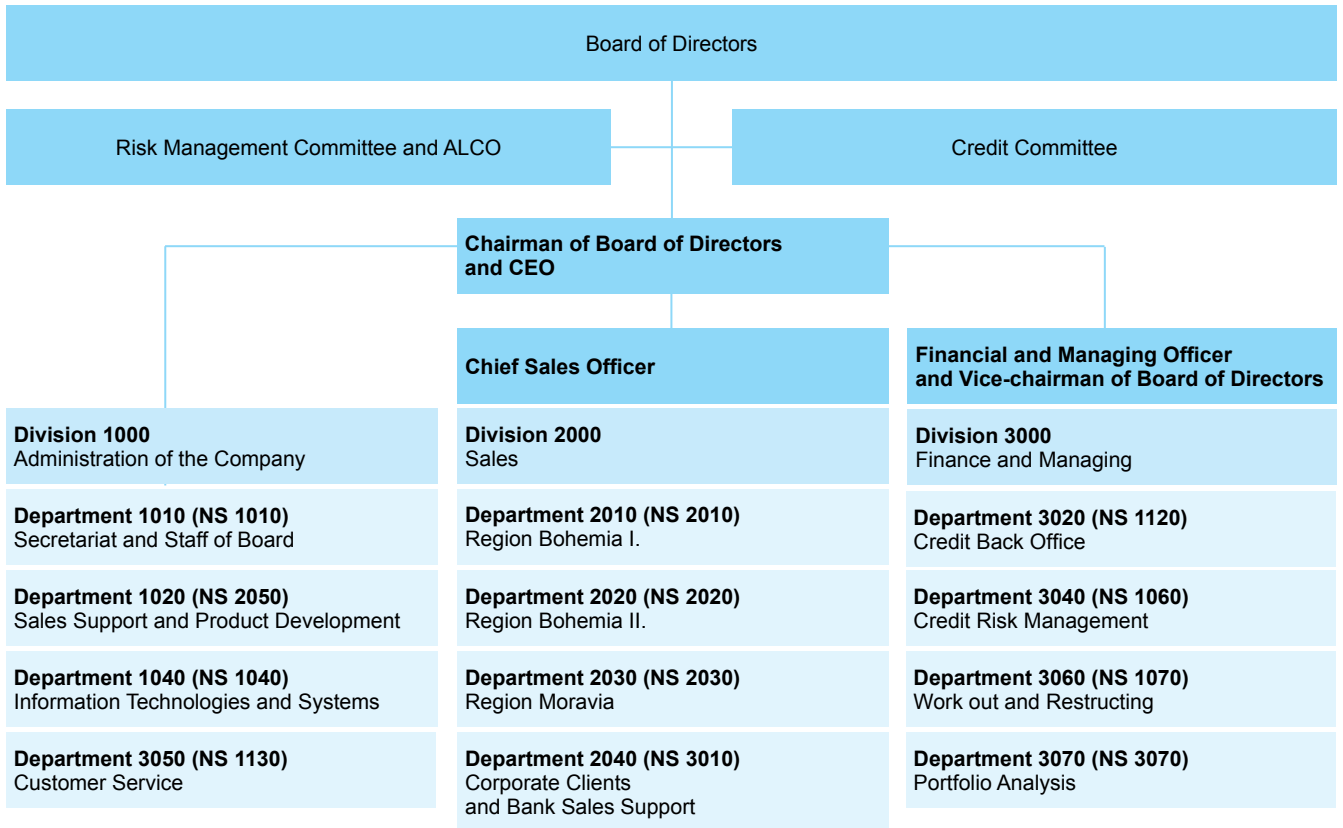 Board of Directors
Risk Management Committee and ALCO
Credit Committee
Chairman of Board of Directors
and CEO
Chief Sales Officer
Financial and Managing Officer
and Vice-chairman of Board of Directors
Division 1000
Administration of the Company
Department 1010 (NS 1010)
Secretariat and Staff of Board
Department 1020 (NS 2050)
Sales Support and Product Development
Department 1040 (NS 1040)
Information Technologies and Systems
Department 3050 (NS 1130)
Customer Service
Division 2000
Sales
Department 2010 (NS 2010)
Region Bohemia I.
Department 2020 (NS 2020)
Region Bohemia II.
Department 2030 (NS 2030)
Region Moravia
Department 2040 (NS 3010)
Corporate Clients
and Bank Sales Support
Division 3000
Finance and Managing
Department 3020 (NS 1120)
Credit Back Office
Department 3040 (NS 1060)
Credit Risk Management
Department 3060 (NS 1070)
Work out and Restructing
Department 3070 (NS 3070)
Portfolio Analysis